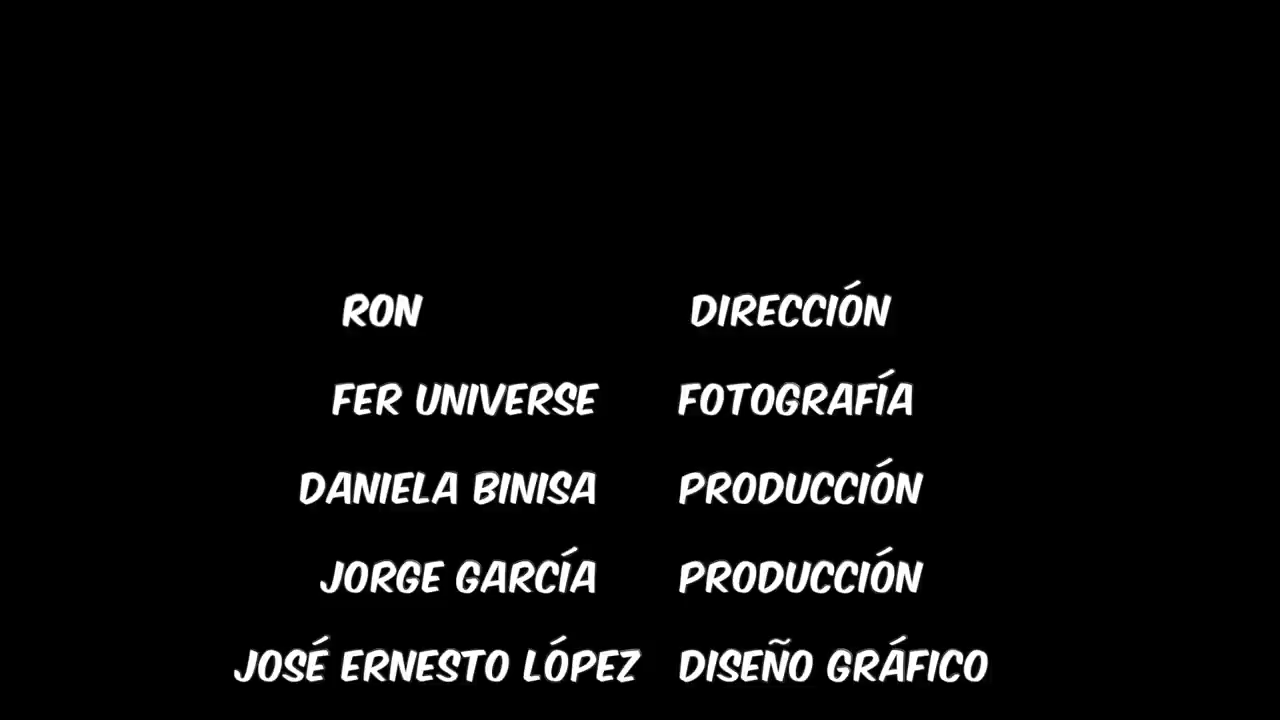 RON DIRECCIÓN
FER UNIVERSE FOTOGRAFÍA
DANIELA BINISA PRODUCCIÓN
JORGE GARCÍA PRODUCCIÓN
JOSÉ ERNESTO LÓPEZ DISEÑO GRÁFICO